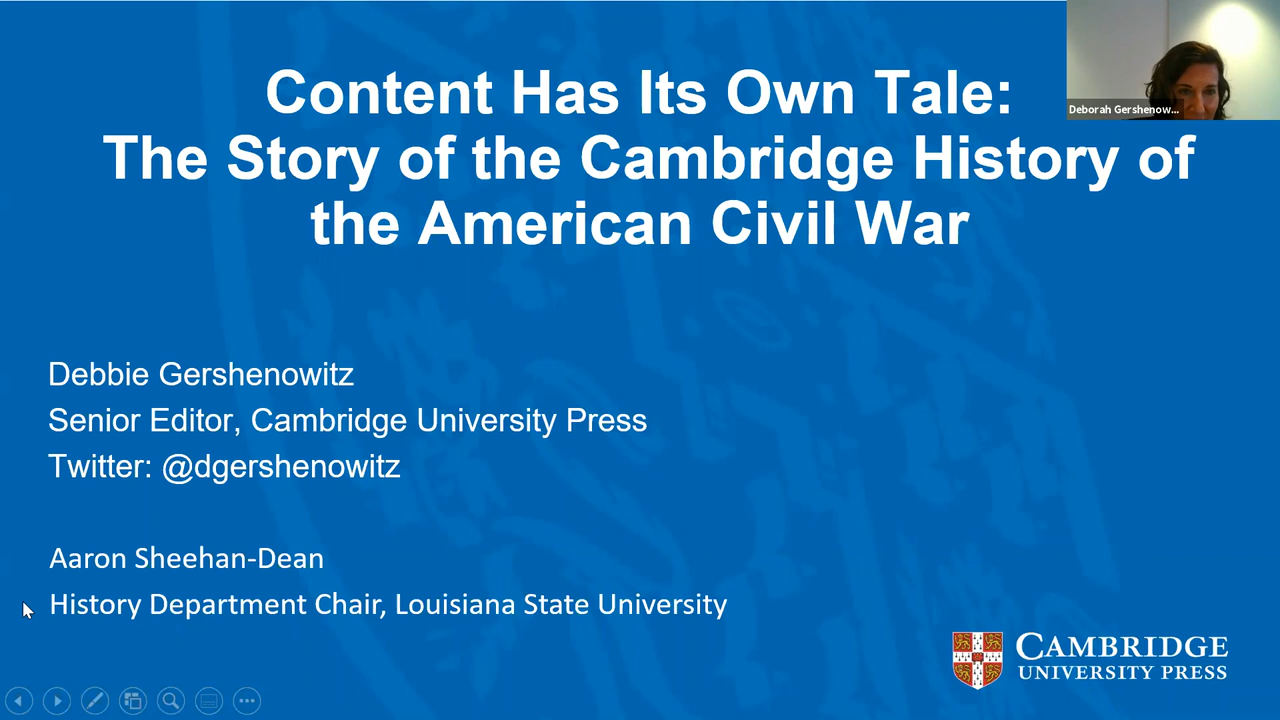 Content Has Its Own Tale:
The Story of the Cambridge History of
the American Civil War
Deborah Gershenow...
Debbie Gershenowitz
Senior Editor, Cambridge University Press
Twitter: @dgershenowitz
Aaron Sheehan-Dean
History Department Chair, Louisiana State University
CAMBRIDGE
UNIVERSITY PRESS